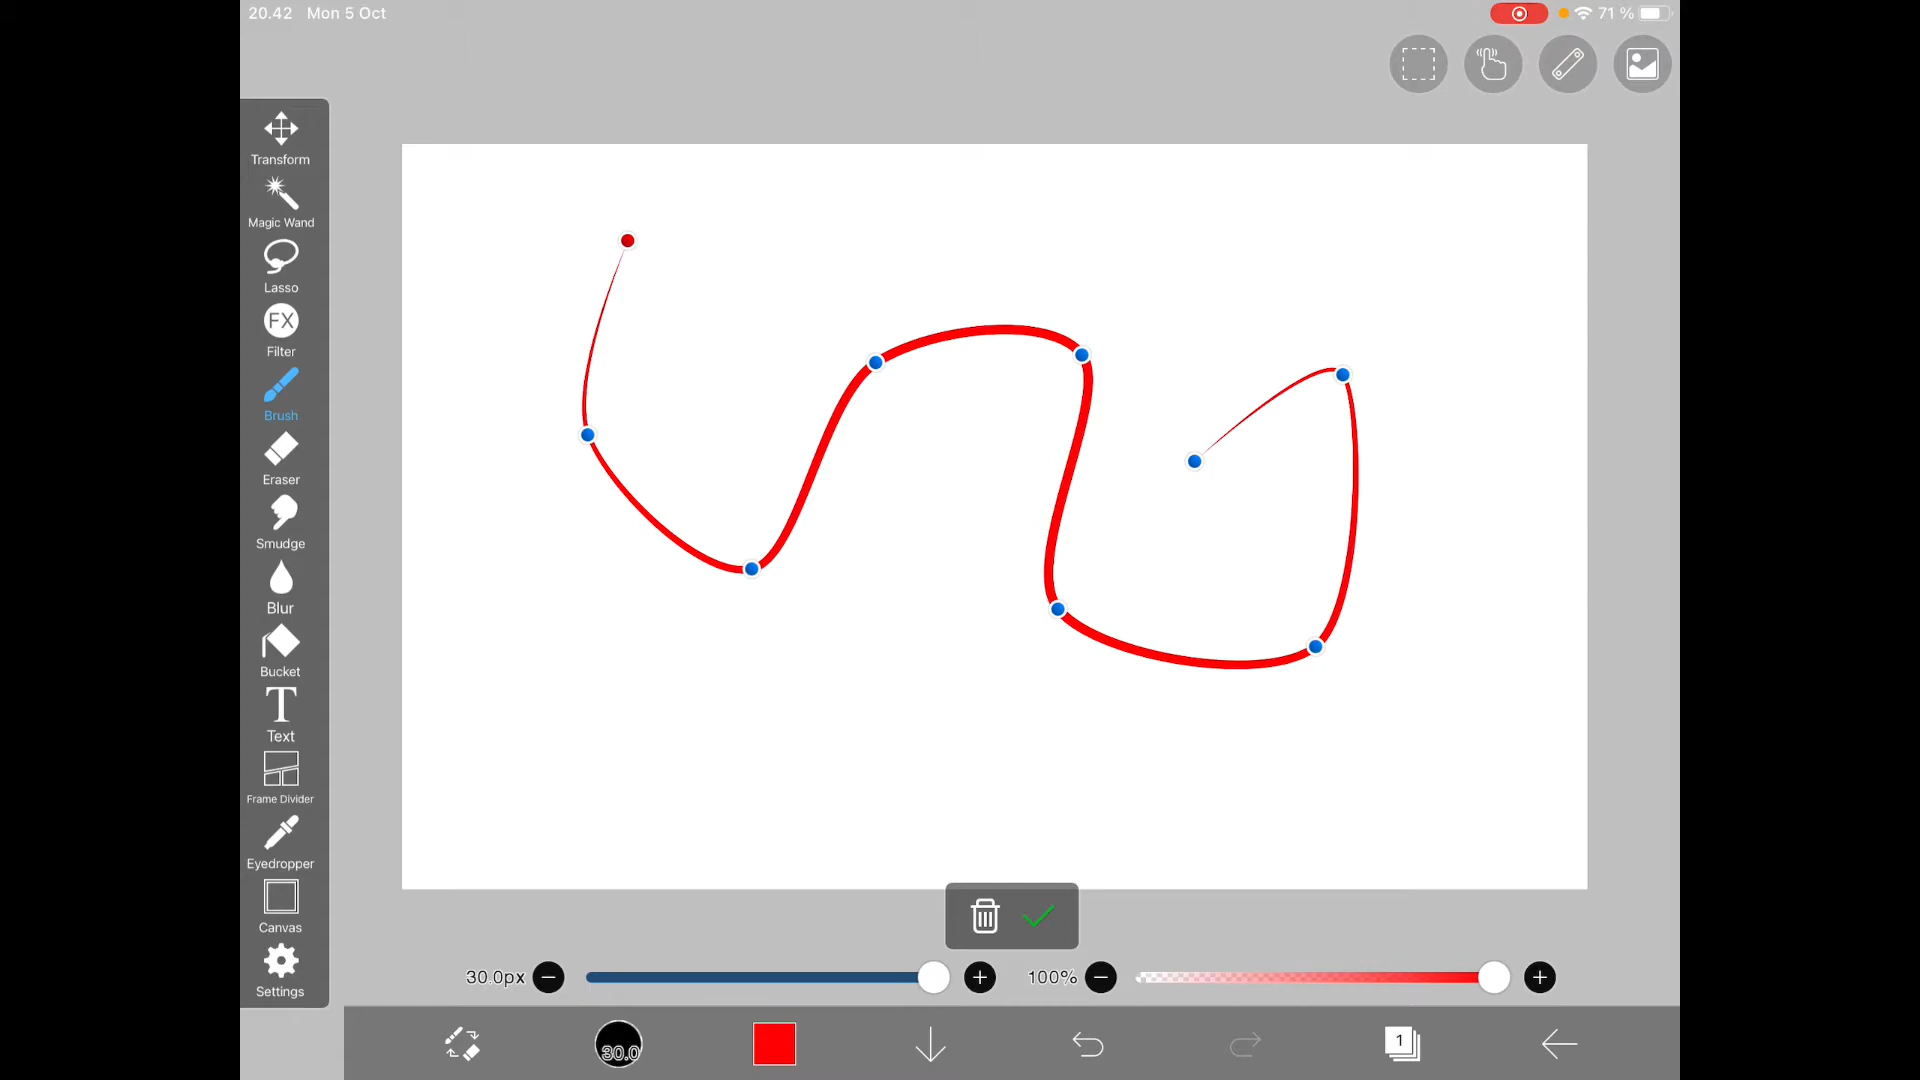 20.42 Mon 5 Oct
71 %
Transform
Magic Wand
Lasso
FX
Filter
Brush
Eraser
Smudge
Blur
Bucket
T
Text
Frame Divider
Eyedropper
Canvas
Settings
30.0px
100%
30.0
1